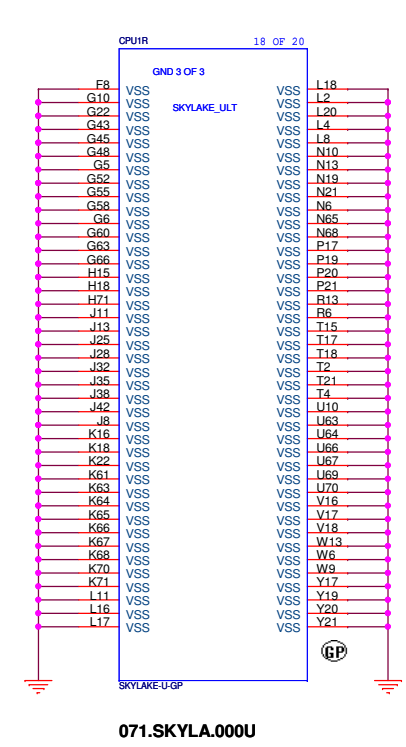 CPU1R 18 OF 20
GND 3 OF 3
SKYLAKE_ULT
F8 VSS VSS L18
G10 VSS VSS L2
G22 VSS VSS L20
G43 VSS VSS L4
G45 VSS VSS L8
G48 VSS VSS N10
G5 VSS VSS N13
G52 VSS VSS N19
G55 VSS VSS N21
G58 VSS VSS N6
G6 VSS VSS N65
G60 VSS VSS N68
G63 VSS VSS P17
G66 VSS VSS P19
H15 VSS VSS P20
H18 VSS VSS P21
H71 VSS VSS R13
J11 VSS VSS R6
J13 VSS VSS T15
J25 VSS VSS T17
J28 VSS VSS T18
J32 VSS VSS T2
J35 VSS VSS T21
J38 VSS VSS T4
J42 VSS VSS U10
J8 VSS VSS U63
K16 VSS VSS U64
K18 VSS VSS U66
K22 VSS VSS U67
K61 VSS VSS U69
K63 VSS VSS U70
K64 VSS VSS V16
K65 VSS VSS V17
K66 VSS VSS V18
K67 VSS VSS W13
K68 VSS VSS W6
K70 VSS VSS W9
K71 VSS VSS Y17
L11 VSS VSS Y19
L16 VSS VSS Y20
L17 VSS VSS Y21
GP
SKYLAKE-U-GP
071.SKYLA.000U